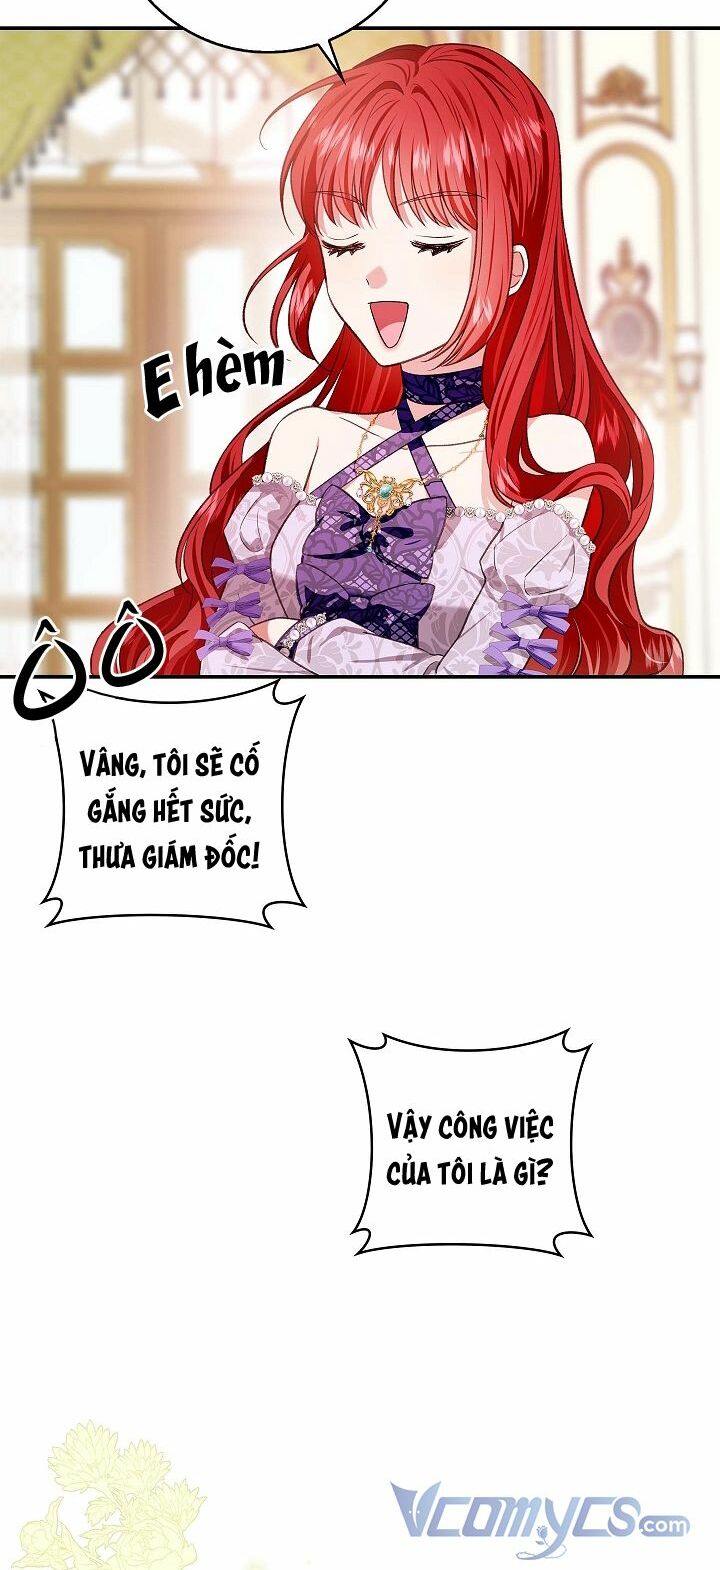 E hèm
Ồ Ồ
VÂNG, TÔI SẼ CỐ
GẮNG HẾT SỨC,
THƯA GIÁM ĐỐC!
VẬY CÔNG VIỆC
CỦA TÔI LÀ GÌ?
VCOMYCS.com